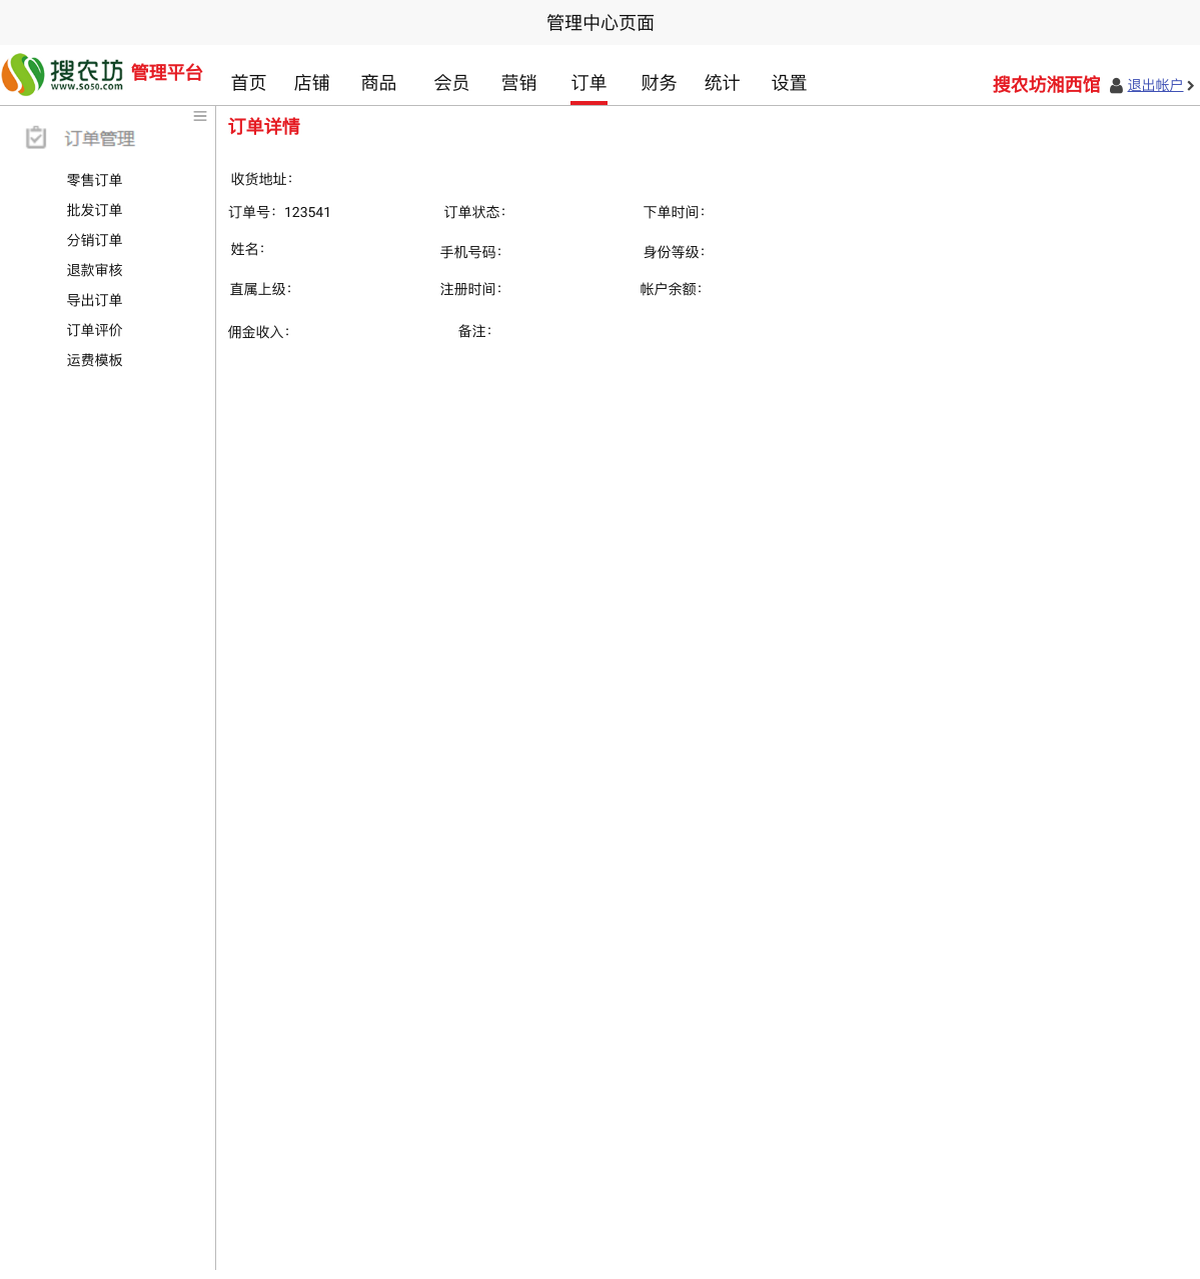 管理中心页面
搜农坊 管理平台
www.so50.com
首页 店铺 商品 会员 营销 订单 财务 统计 设置
搜农坊湘西馆 退出帐户
订单管理
零售订单
批发订单
分销订单
退款审核
导出订单
订单评价
运费模板
订单详情
收货地址：
订单号：123541 订单状态： 下单时间：
姓名： 手机号码： 身份等级：
直属上级： 注册时间： 帐户余额：
佣金收入： 备注：